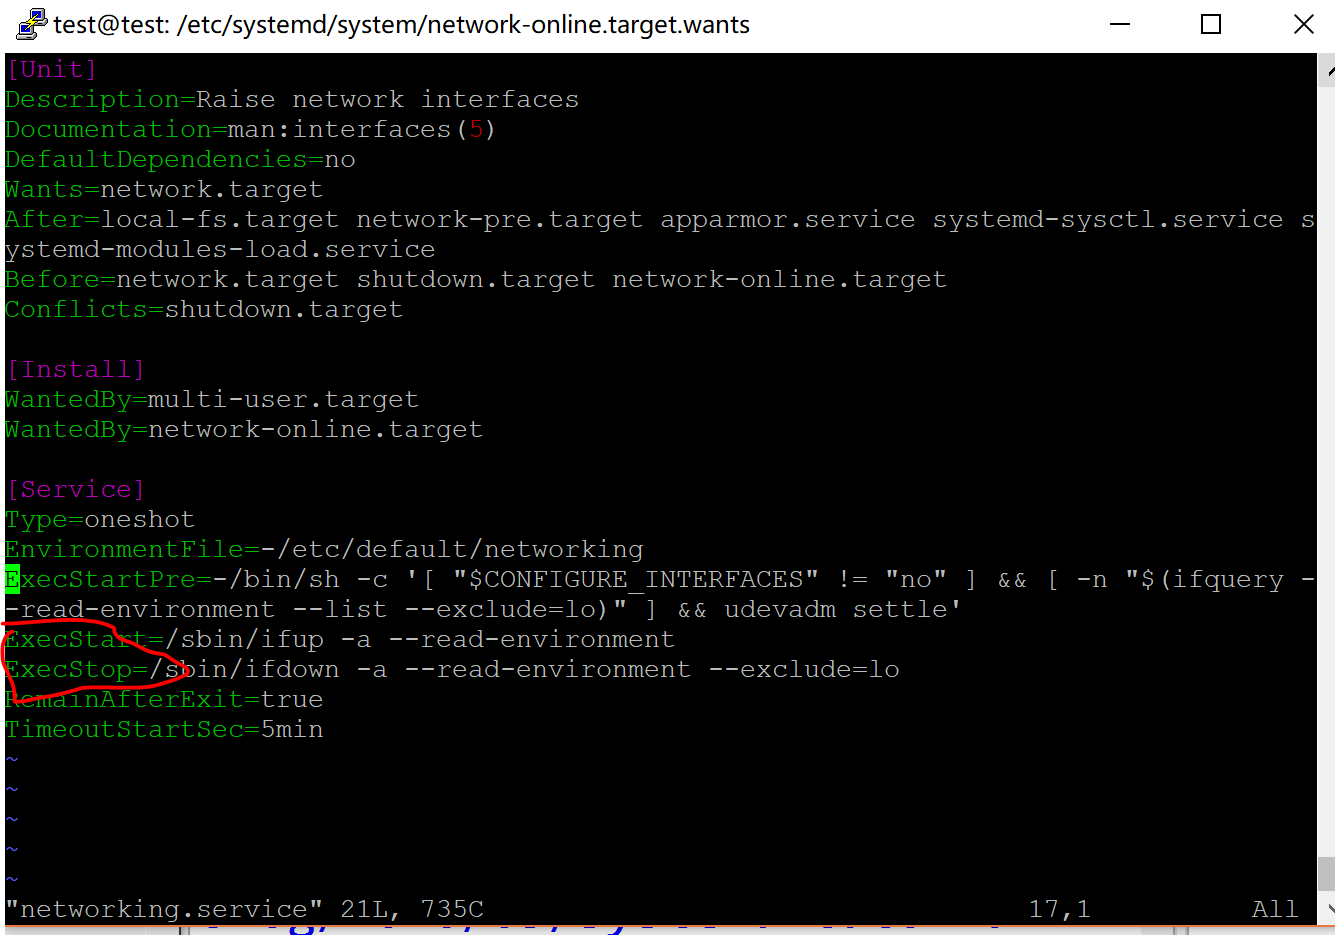 test@test: /etc/systemd/system/network-online.target.wants
[Unit]
Description=Raise network interfaces
Documentation=man:interfaces(5)
DefaultDependencies=no
Wants=network.target
After=local-fs.target network-pre.target apparmor.service systemd-sysctl.service s
ystemd-modules-load.service
Before=network.target shutdown.target network-online.target
Conflicts=shutdown.target
[Install]
WantedBy=multi-user.target
WantedBy=network-online.target
[Service]
Type=oneshot
EnvironmentFile=-/etc/default/networking
ExecStartPre=-/bin/sh -c '[ "$CONFIGURE_INTERFACES" != "no" ] && [ -n "$(ifquery -
-read-environment --list --exclude=lo)" ] && udevadm settle'
ExecStart=/sbin/ifup -a --read-environment
ExecStop=/sbin/ifdown -a --read-environment --exclude=lo
RemainAfterExit=true
TimeoutStartSec=5min
~
~
~
~
~
"networking.service" 21L, 735C 17,1 All